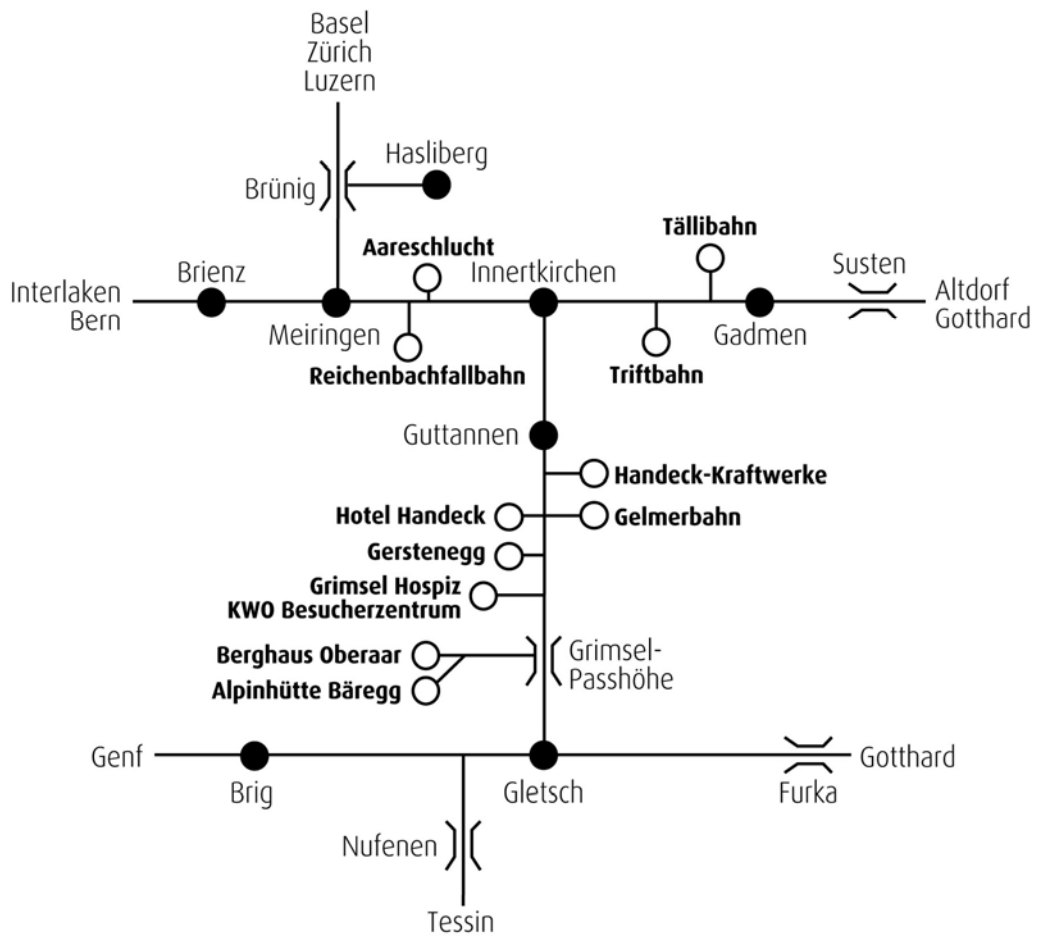 Basel
Zürich
Luzern
Hasliberg
Brünig
Tällibahn
Aareschlucht
Innertkirchen
Susten
Brienz
Interlaken
Bern
Altdorf
Gotthard
Meiringen
Gadmen
Reichenbachfallbahn
Triftbahn
Guttannen
Handeck-Kraftwerke
Hotel Handeck
Gelmerbahn
Gerstenegg
Grimsel Hospiz
KWO Besucherzentrum
Berghaus Oberaar
Grimsel-
Passhöhe
Alpinhütte Bäregg
Genf
Gotthard
Brig
Gletsch
Furka
Nufenen
Tessin